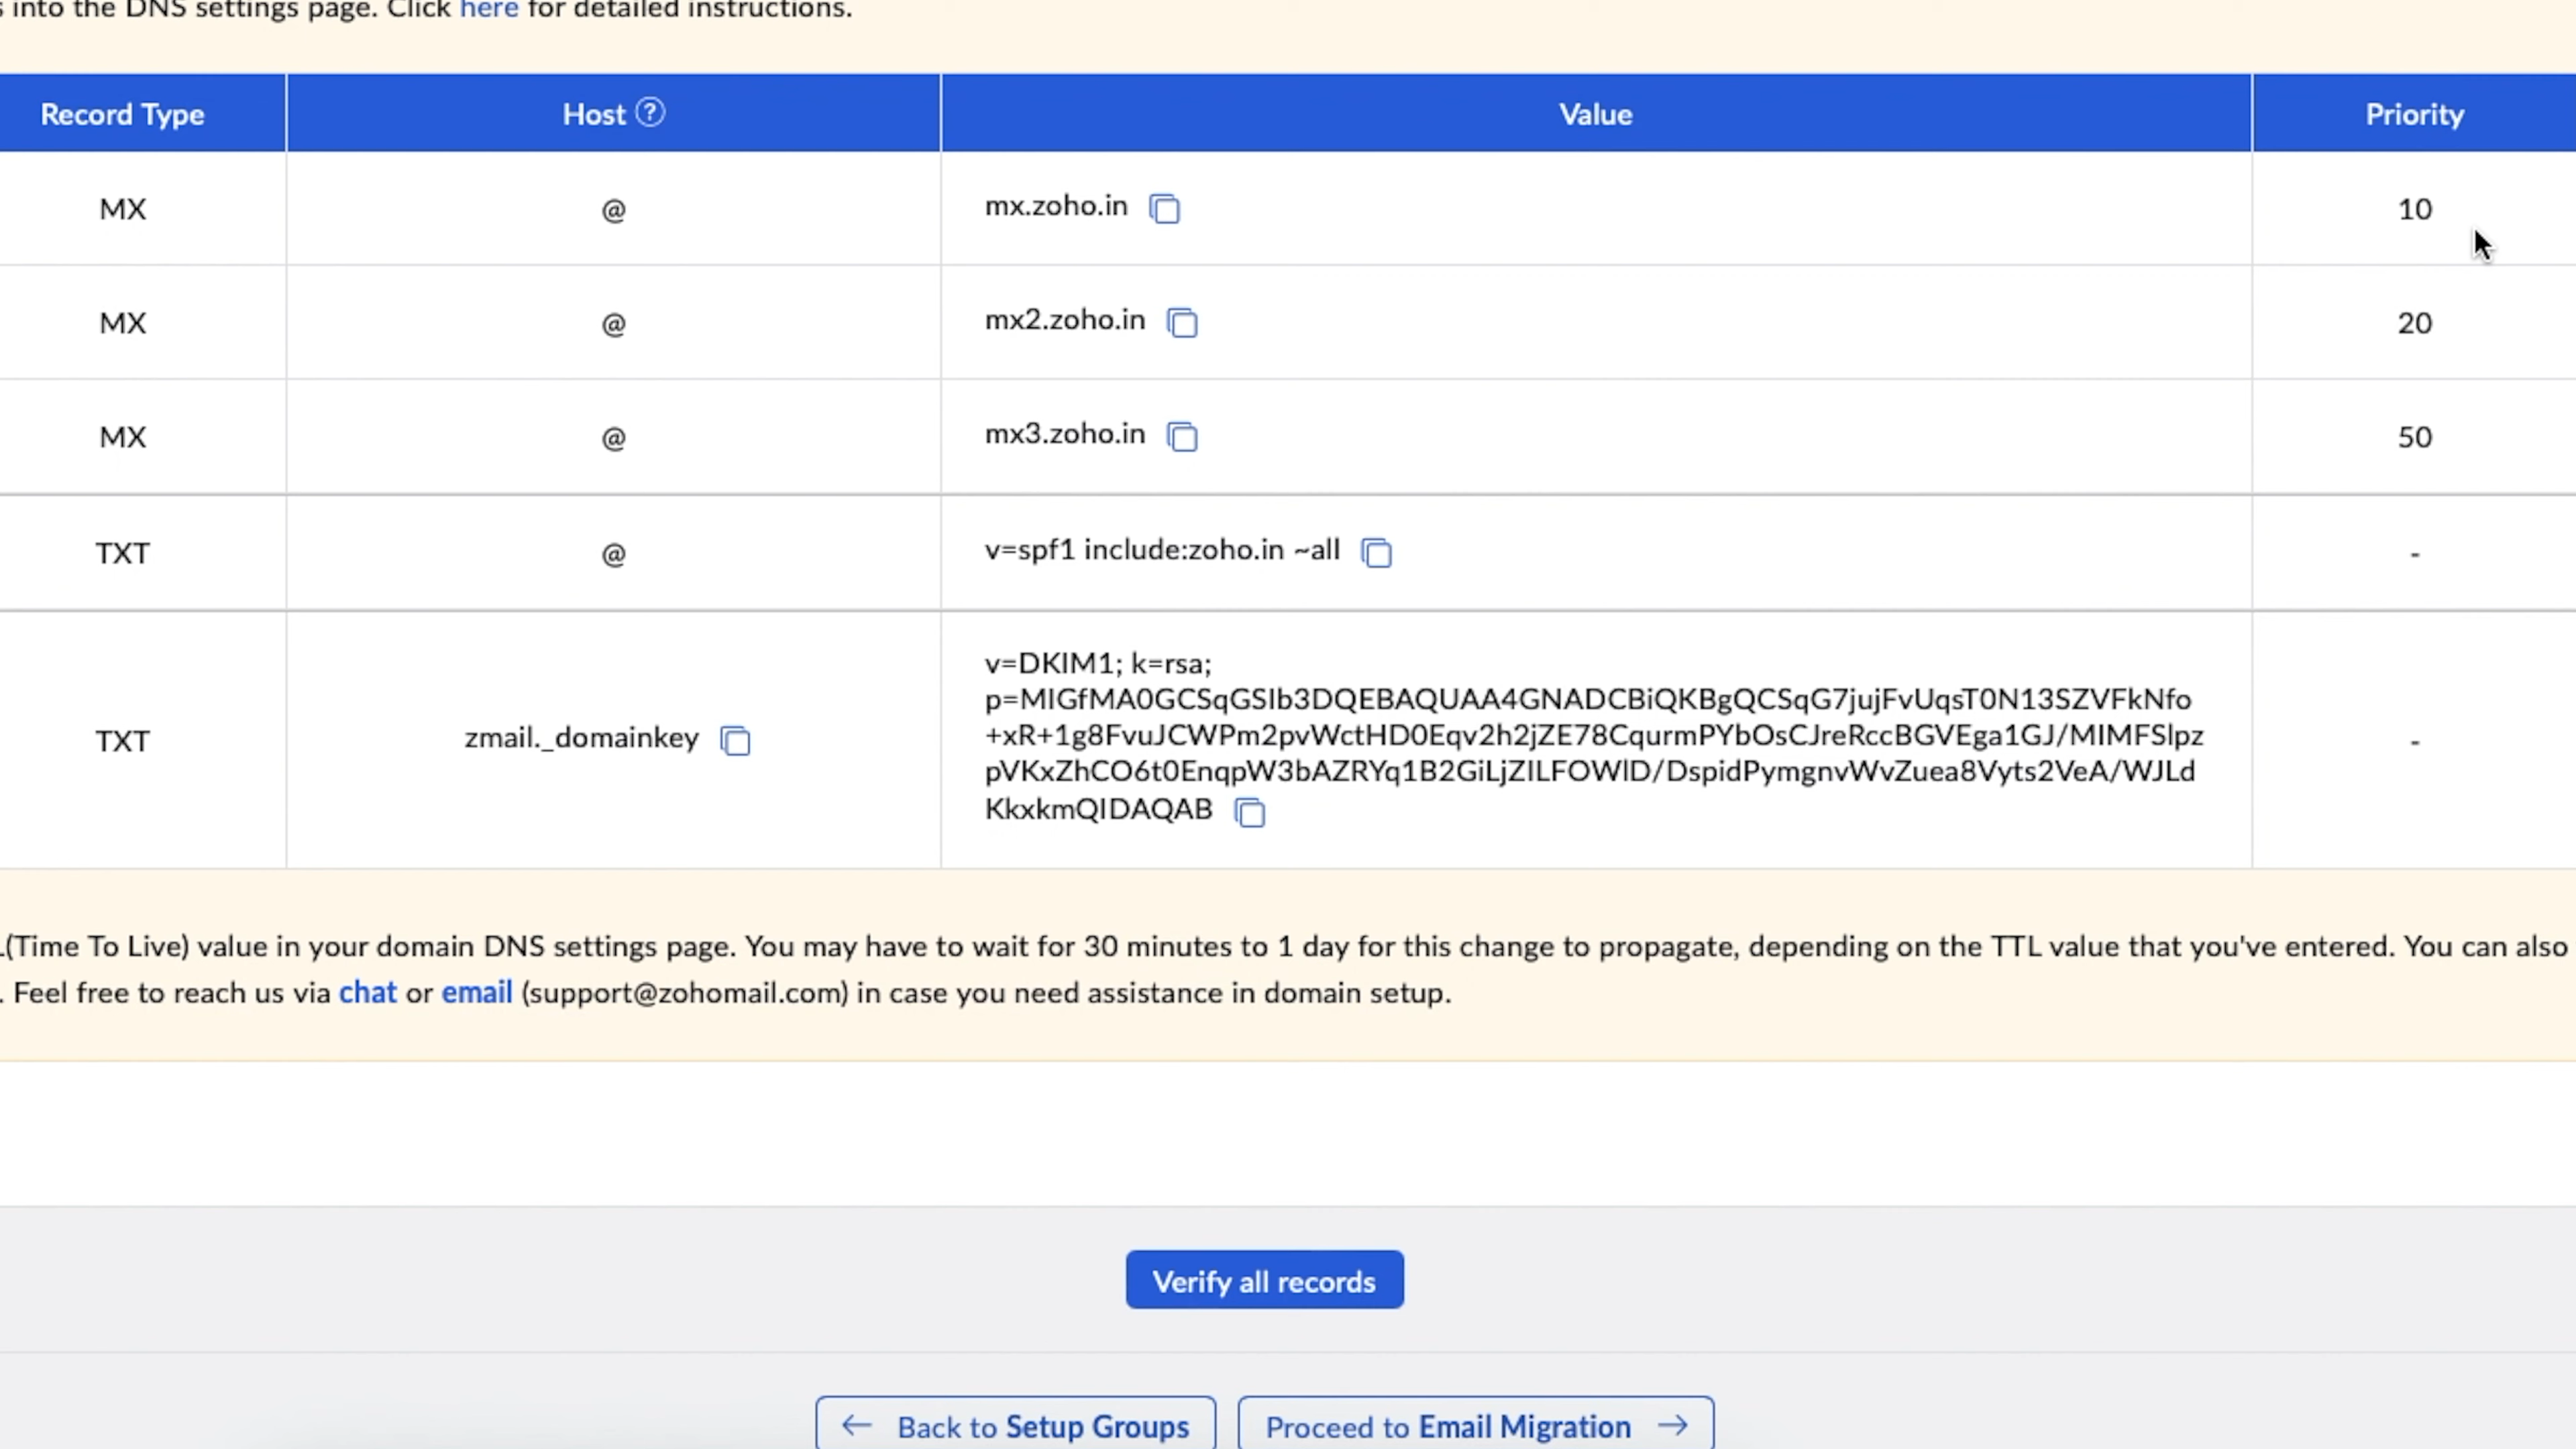 into the DNS settings page. Click here for detailed instructions.
Record Type Host ? Value Priority
MX @ mx.zoho.in 10
MX @ mx2.zoho.in 20
MX @ mx3.zoho.in 50
TXT @ v=spf1 include:zoho.in ~all -
TXT zmail._domainkey v=DKIM1; k=rsa;
p=MIGfMA0GCSqGSIb3DQEBAQUAA4GNADCBiQKBgQCSqG7jujFvUqsT0N13SZVFkNfo
+xR+1g8FvuJCWPm2pvWctHD0Eqv2h2jZE78CqurmPYbOsCJreRccBGVEga1GJ/MIMFSlpz
pVKxZhCO6t0EnqpW3bAZRYq1B2GiLjZILFOWlD/DspidPymgnvWvZuea8Vyts2VeA/WJLd
KkxkmQIDAQAB -
(Time To Live) value in your domain DNS settings page. You may have to wait for 30 minutes to 1 day for this change to propagate, depending on the TTL value that you've entered. You can also
. Feel free to reach us via chat or email (support@zohomail.com) in case you need assistance in domain setup.
Verify all records
← Back to Setup Groups
Proceed to Email Migration →